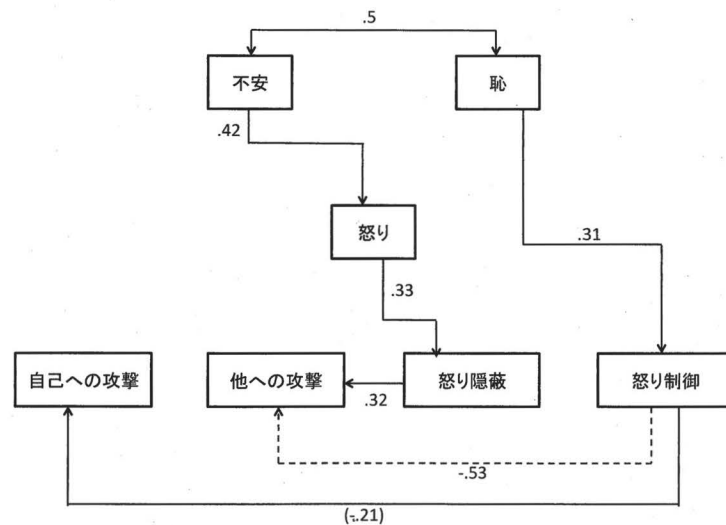 .5
不安
恥
.42
怒り
.31
.33
自己への攻撃
他への攻撃
怒り隠蔽
怒り制御
.32
-.53
(-.21)